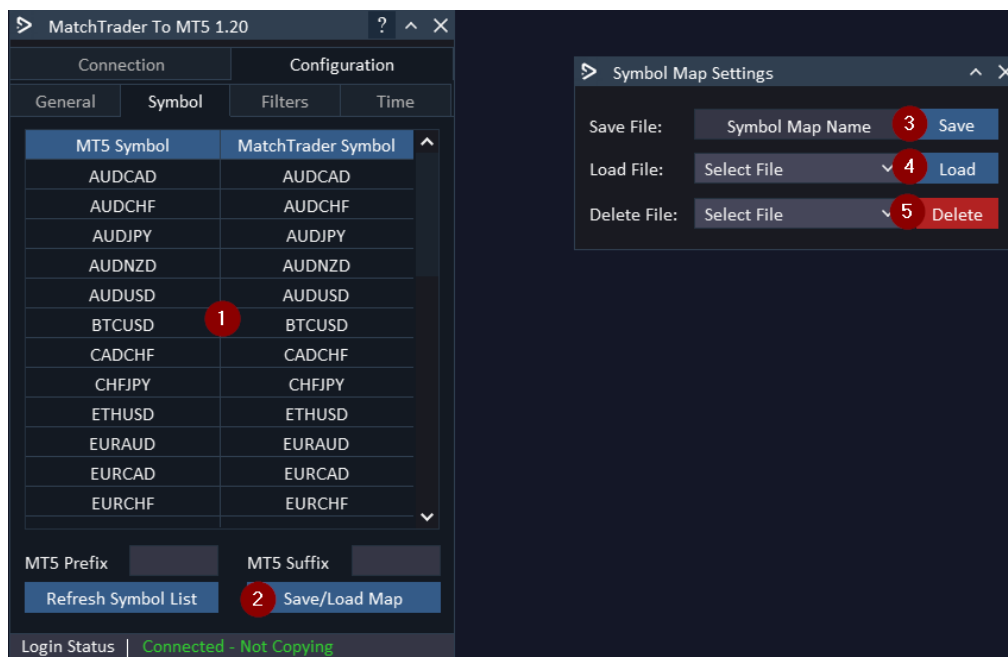 MatchTrader To MT5 1.20 ?
Connection Configuration
General Symbol Filters Time
MT5 Symbol MatchTrader Symbol
AUDCAD AUDCAD
AUDCHF AUDCHF
AUDJPY AUDJPY
AUDNZD AUDNZD
AUDUSD AUDUSD
1
BTCUSD BTCUSD
CADCHF CADCHF
CHFJPY CHFJPY
ETHUSD ETHUSD
EURAUD EURAUD
EURCAD EURCAD
EURCHF EURCHF
MT5 Prefix MT5 Suffix
Refresh Symbol List 2 Save/Load Map
Login Status | Connected - Not Copying
Symbol Map Settings
Save File: Symbol Map Name 3 Save
Load File: Select File 4 Load
Delete File: Select File 5 Delete